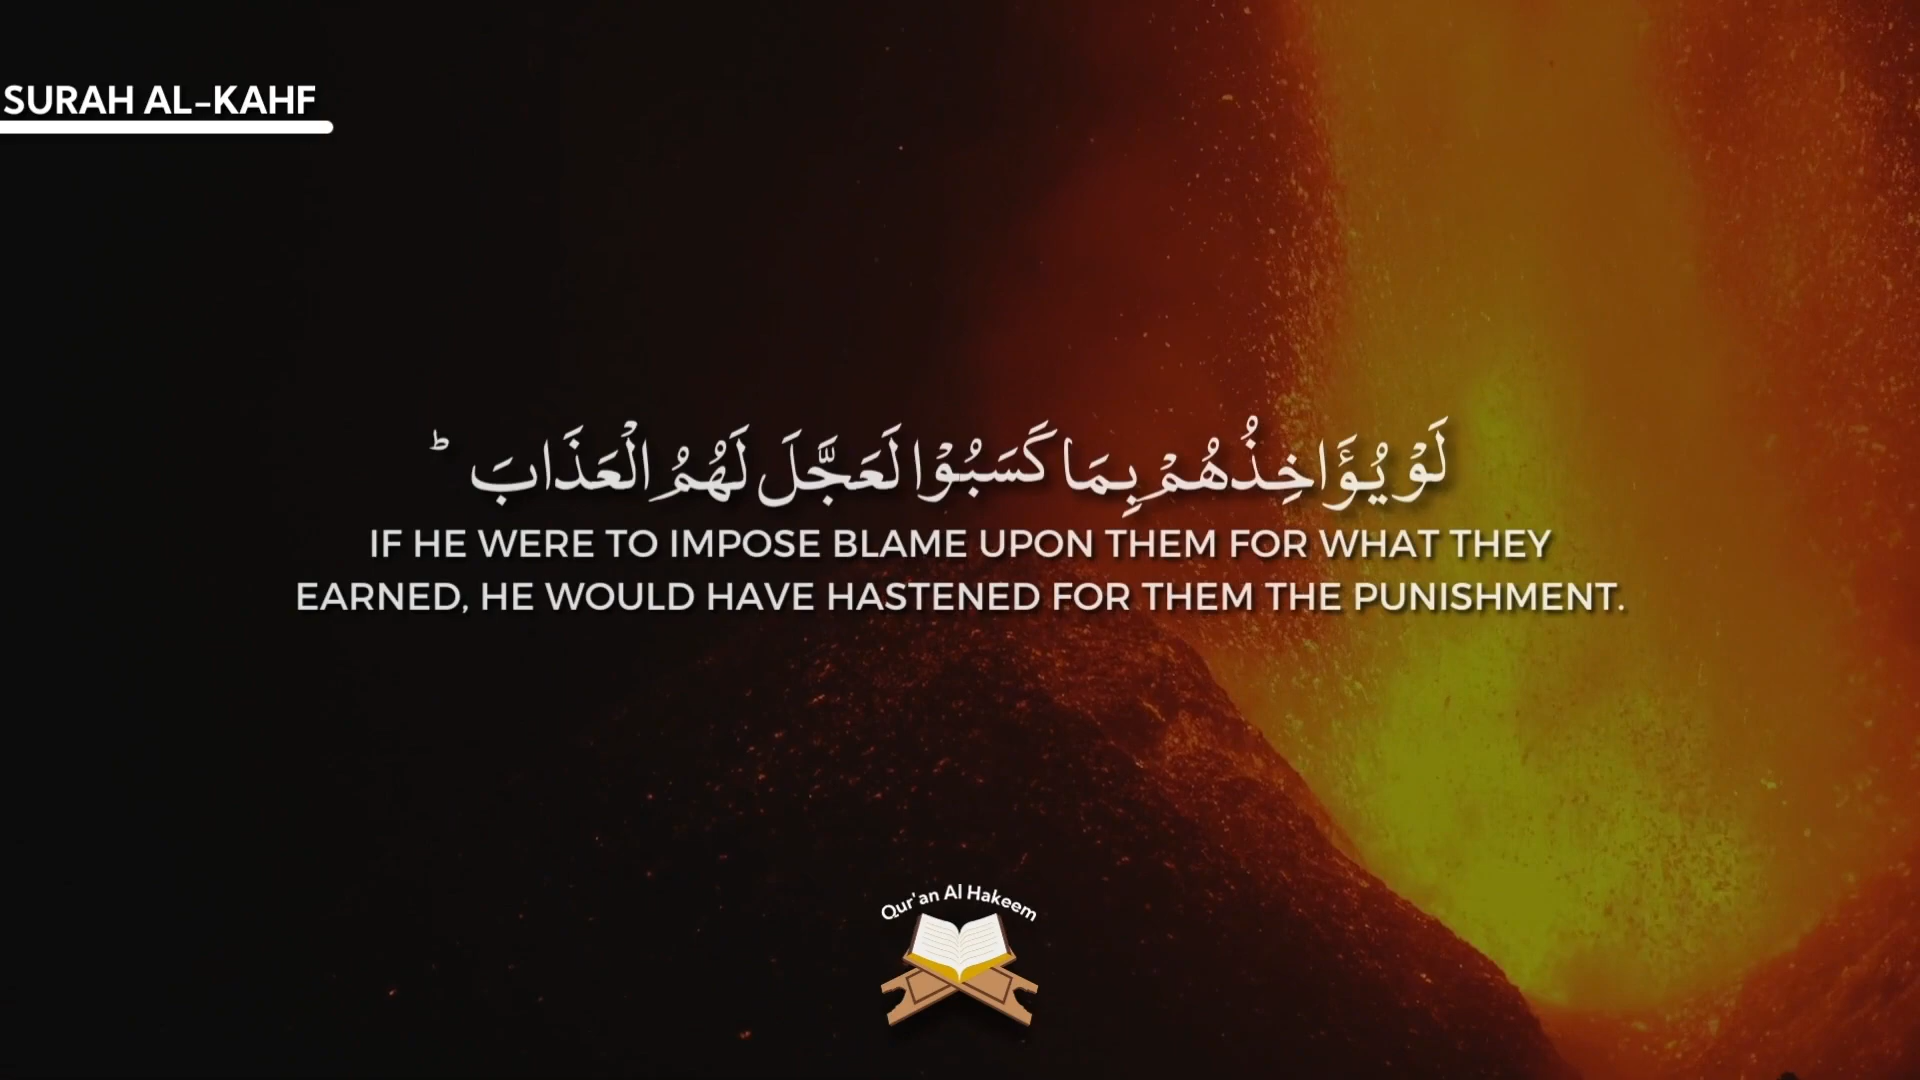 SURAH AL-KAHF
لَوْ يُؤَاخِذُهُمْ بِمَا كَسَبُوْا لَعَجَّلَ لَهُمُ الْعَذَابَ ؕ
IF HE WERE TO IMPOSE BLAME UPON THEM FOR WHAT THEY
EARNED, HE WOULD HAVE HASTENED FOR THEM THE PUNISHMENT.
Qur'an Al Hakeem